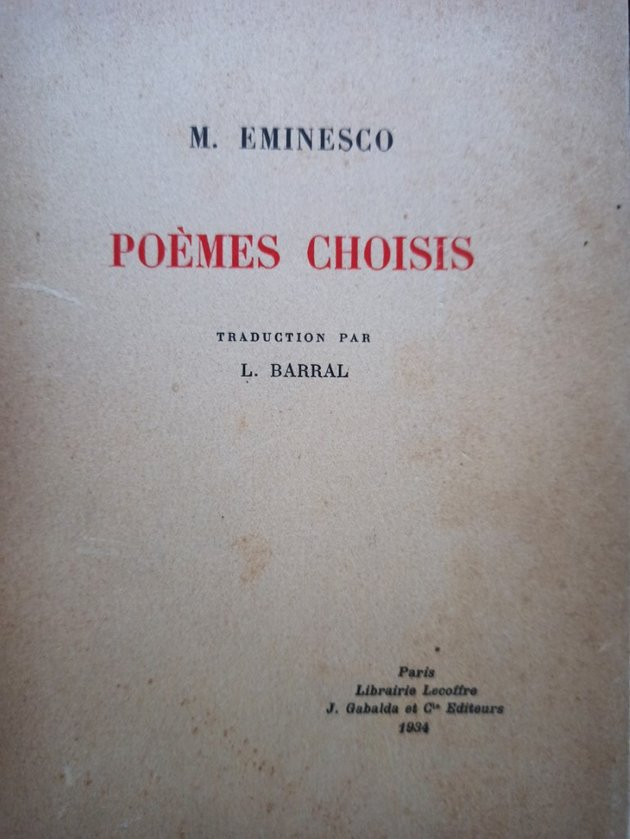 M. EMINESCO
POÈMES CHOISIS
TRADUCTION PAR
L. BARRAL
Paris
Librairie Lecoffre
J. Gabalda et Cie Editeurs
1934